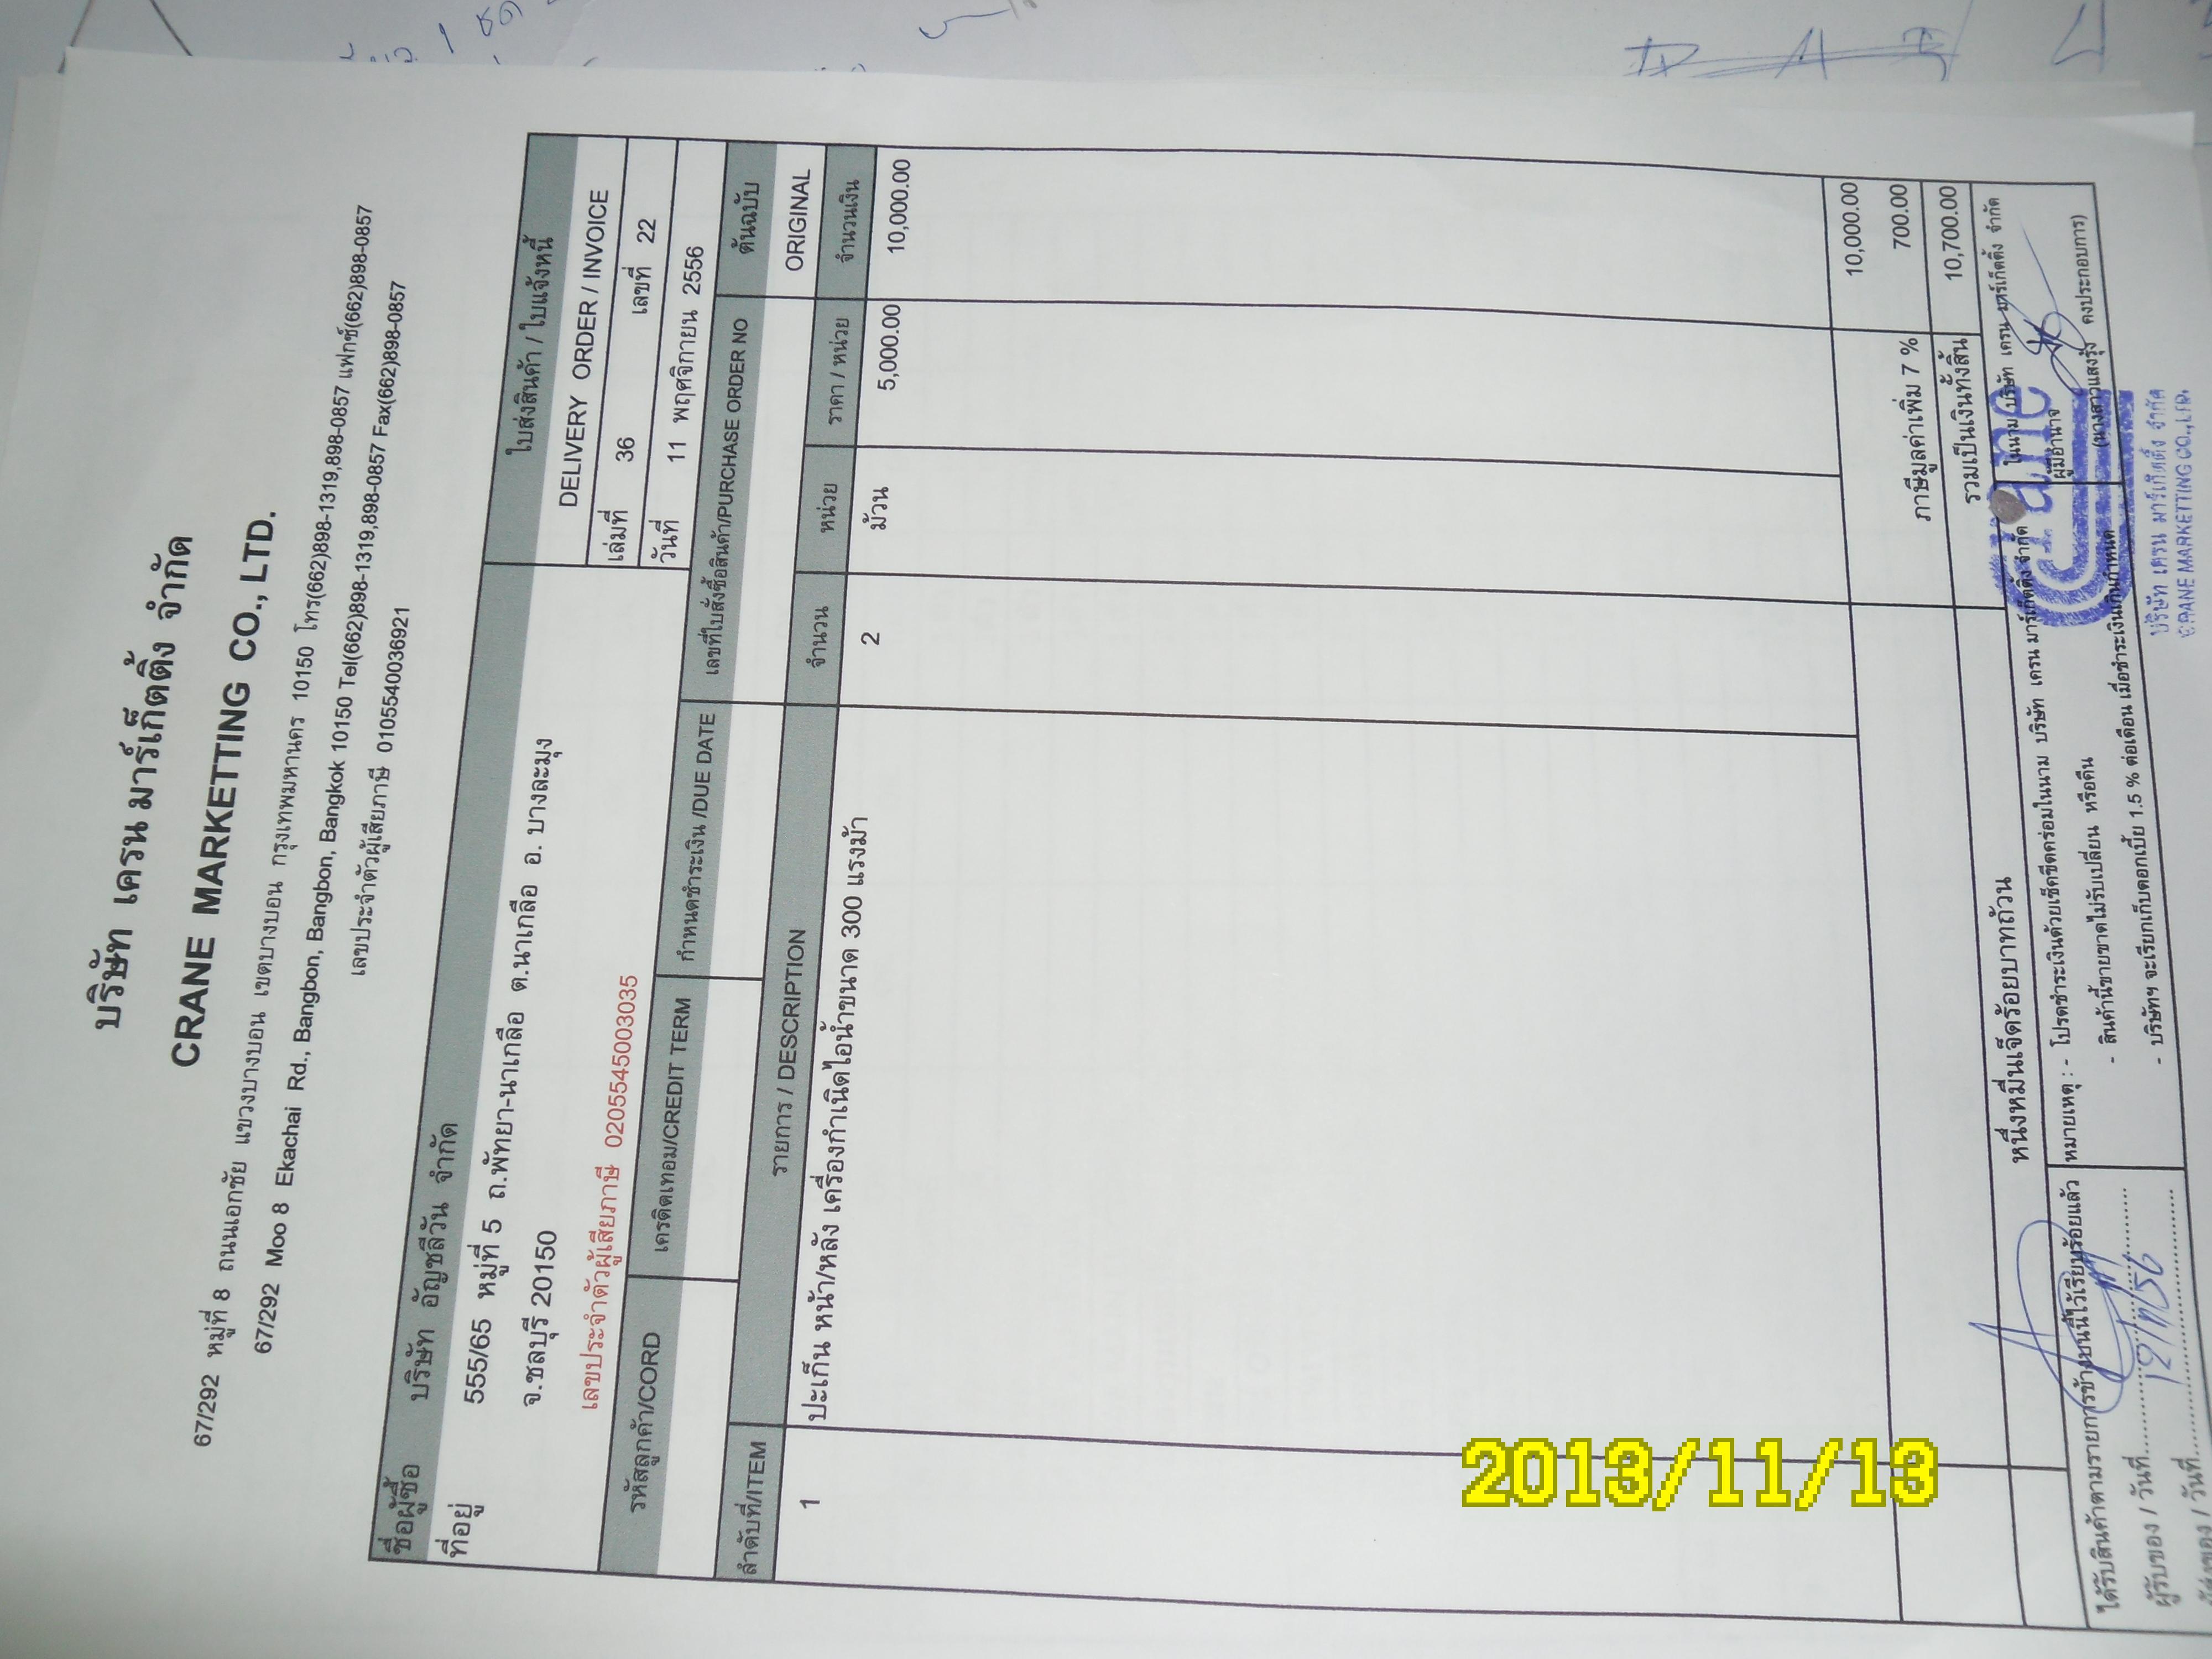 บริษัท เครน มาร์เก็ตติ้ง จำกัด
CRANE MARKETTING CO., LTD.
67/292 หมู่ที่ 8 ถนนเอกชัย แขวงบางบอน เขตบางบอน กรุงเทพมหานคร 10150 โทร(662)898-1319,898-0857 แฟกซ์(662)898-0857
67/292 Moo 8 Ekachai Rd., Bangbon, Bangbon, Bangkok 10150 Tel(662)898-1319,898-0857 Fax(662)898-0857
เลขประจำตัวผู้เสียภาษี 0105540036921
ชื่อผู้ซื้อ บริษัท อัญชลีวัน จำกัด
ใบส่งสินค้า / ใบแจ้งหนี้
ที่อยู่ 555/65 หมู่ที่ 5 ถ.พัทยา-นาเกลือ ต.นาเกลือ อ. บางละมุง
DELIVERY ORDER / INVOICE
จ.ชลบุรี 20150
เล่มที่ 36 เลขที่ 22
เลขประจำตัวผู้เสียภาษี 0205545003035
วันที่ 11 พฤศจิกายน 2556
รหัสลูกค้า/CORD เครดิตเทอม/CREDIT TERM กำหนดชำระเงิน /DUE DATE เลขที่ใบสั่งซื้อสินค้า/PURCHASE ORDER NO ต้นฉบับ
ORIGINAL
ลำดับที่/ITEM รายการ / DESCRIPTION จำนวน หน่วย ราคา / หน่วย จำนวนเงิน
1 ปะเก็น หน้า/หลัง เครื่องกำเนิดไอน้ำขนาด 300 แรงม้า 2 ม้วน 5,000.00 10,000.00
10,000.00
ภาษีมูลค่าเพิ่ม 7 % 700.00
รวมเป็นเงินทั้งสิ้น 10,700.00
หนึ่งหมื่นเจ็ดร้อยบาทถ้วน
ได้รับสินค้าตามรายการข้างบนนี้ไว้เรียบร้อยแล้ว
ผู้รับของ / วันที่ 12/11/56
หมายเหตุ : - โปรดชำระเงินด้วยเช็คขีดคร่อมในนาม บริษัท เครน มาร์เก็ตติ้ง จำกัด
- สินค้านี้ขายขาดไม่รับเปลี่ยน หรือคืน
- บริษัทฯ จะเรียกเก็บดอกเบี้ย 1.5 % ต่อเดือน เมื่อชำระเงินเกินกำหนด
ในนาม บริษัท เครน มาร์เก็ตติ้ง จำกัด
ผู้มีอำนาจ
(นางสาวแสงรุ้ง คงประกอบการ)
Crane
บริษัท เครน มาร์เก็ตติ้ง จำกัด
CRANE MARKETTING CO.,LTD.
2013/11/13